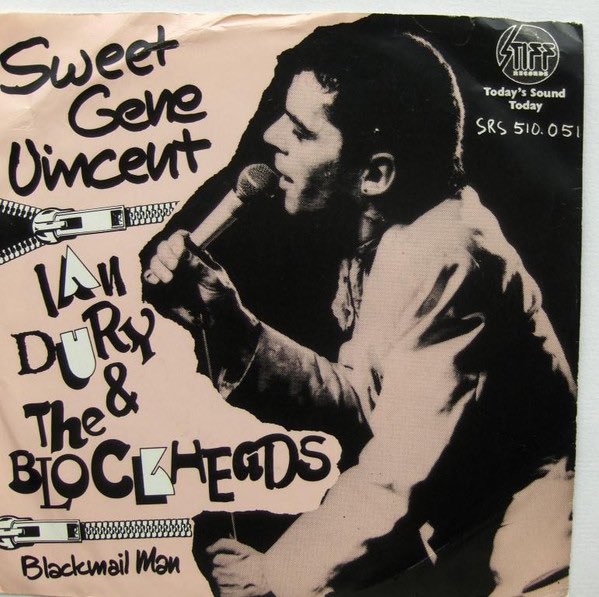 Sweet
Gene
Vincent
STIFF
RECORDS
Today's Sound
Today
SRS 510.051
IAN
DURY
&
The
BLOCKHEADS
Blackmail Man